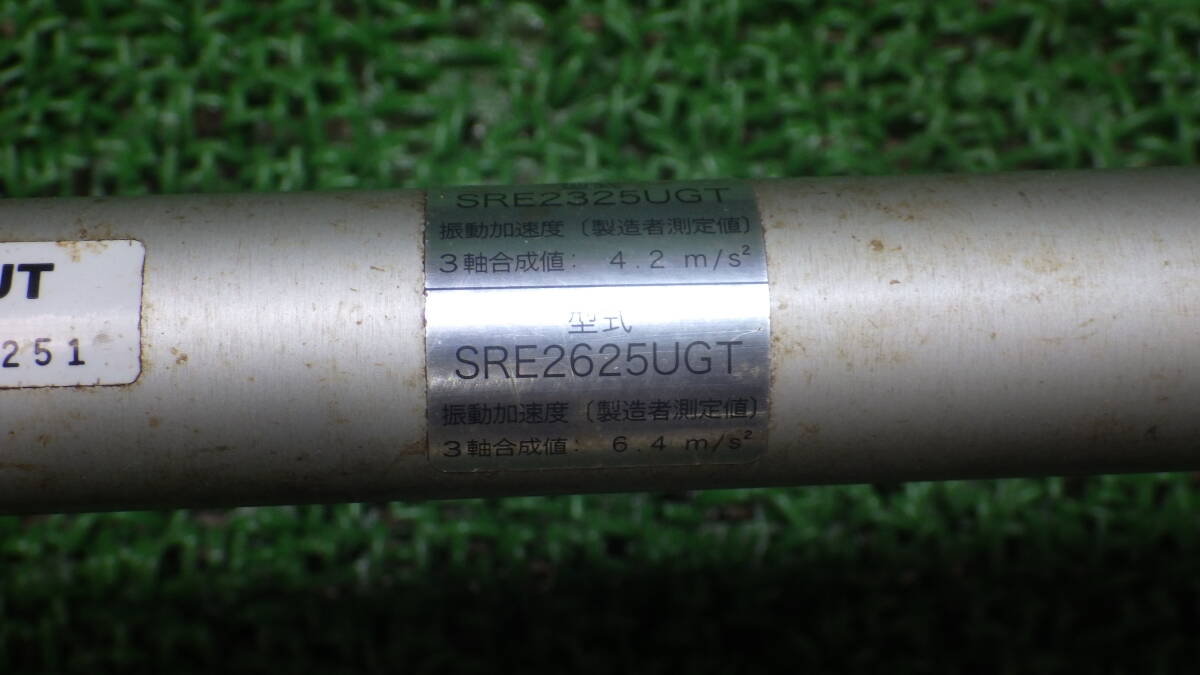 UT
251
SRE2325UGT
振動加速度〔製造者測定値〕
3軸合成値: 4.2 m/s²
型式
SRE2625UGT
振動加速度〔製造者測定値〕
3軸合成値: 6.4 m/s²